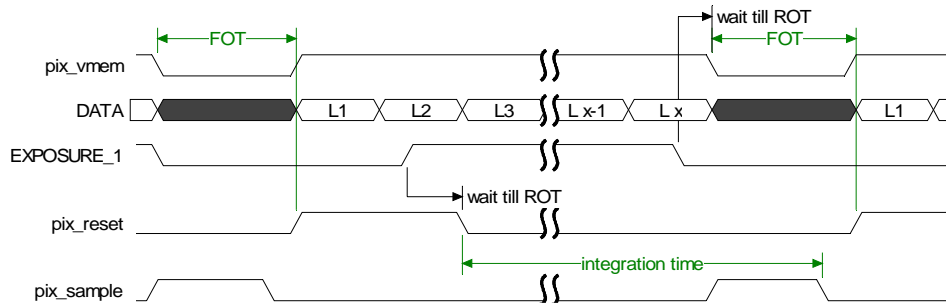 wait till ROT
FOT
FOT
pix_vmem
DATA
L1
L2
L3
L x-1
L x
L1
EXPOSURE_1
wait till ROT
pix_reset
integration time
pix_sample